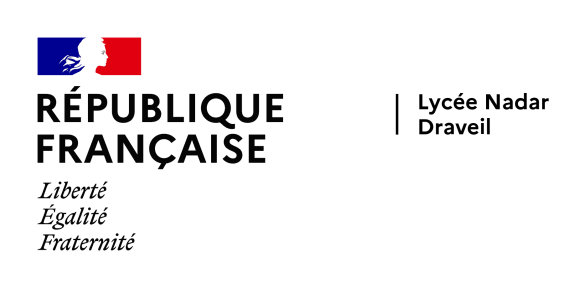 RÉPUBLIQUE
FRANÇAISE
Liberté
Égalité
Fraternité
Lycée Nadar
Draveil